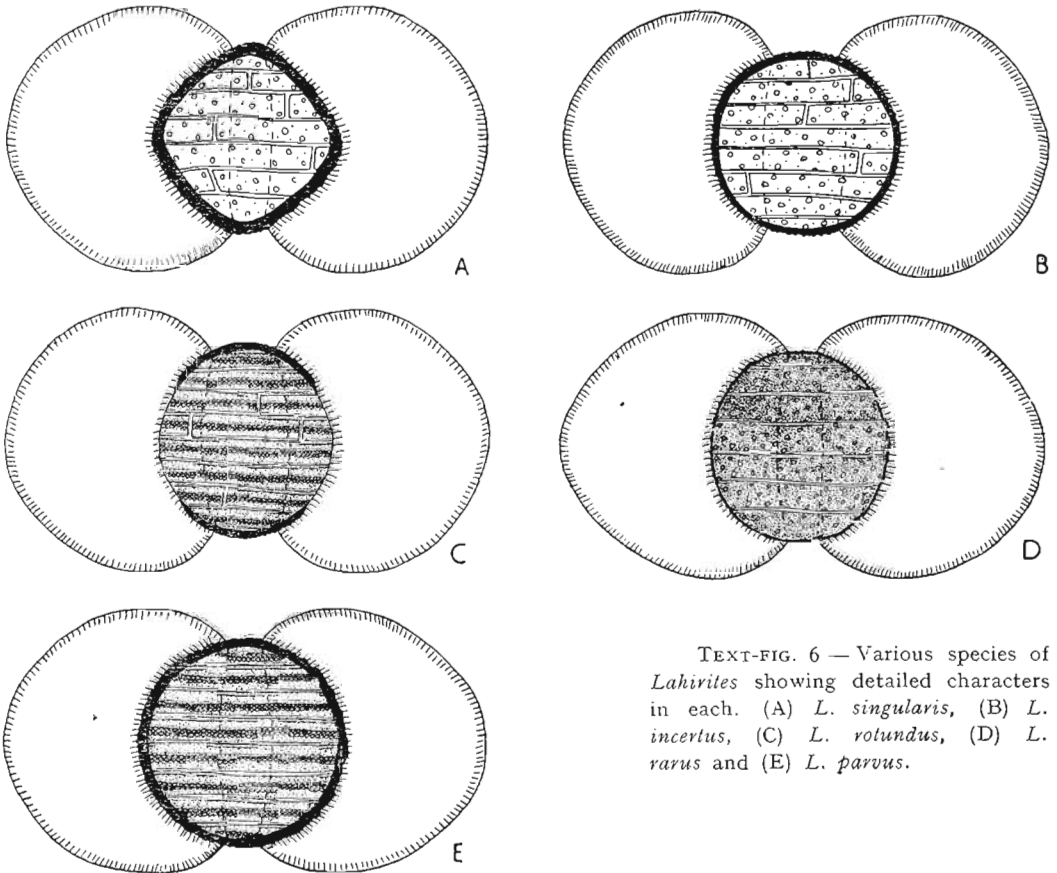 A
B
C
D
E
TEXT-FIG. 6 — Various species of
Lahirites showing detailed characters
in each. (A) L. singularis, (B) L.
incertus, (C) L. rotundus, (D) L.
rarus and (E) L. parvus.